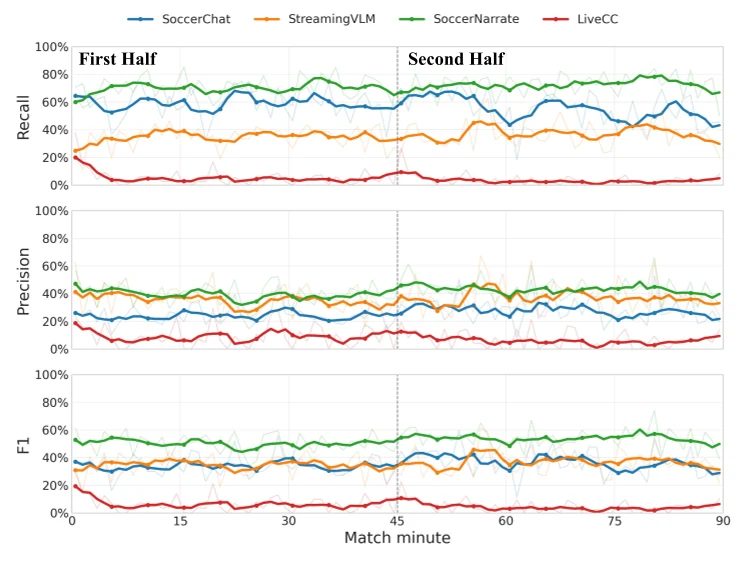 SoccerChat StreamingVLM SoccerNarrate LiveCC
First Half Second Half
Recall
100%
80%
60%
40%
20%
0%
Precision
100%
80%
60%
40%
20%
0%
F1
100%
80%
60%
40%
20%
0%
0 15 30 45 60 75 90
Match minute